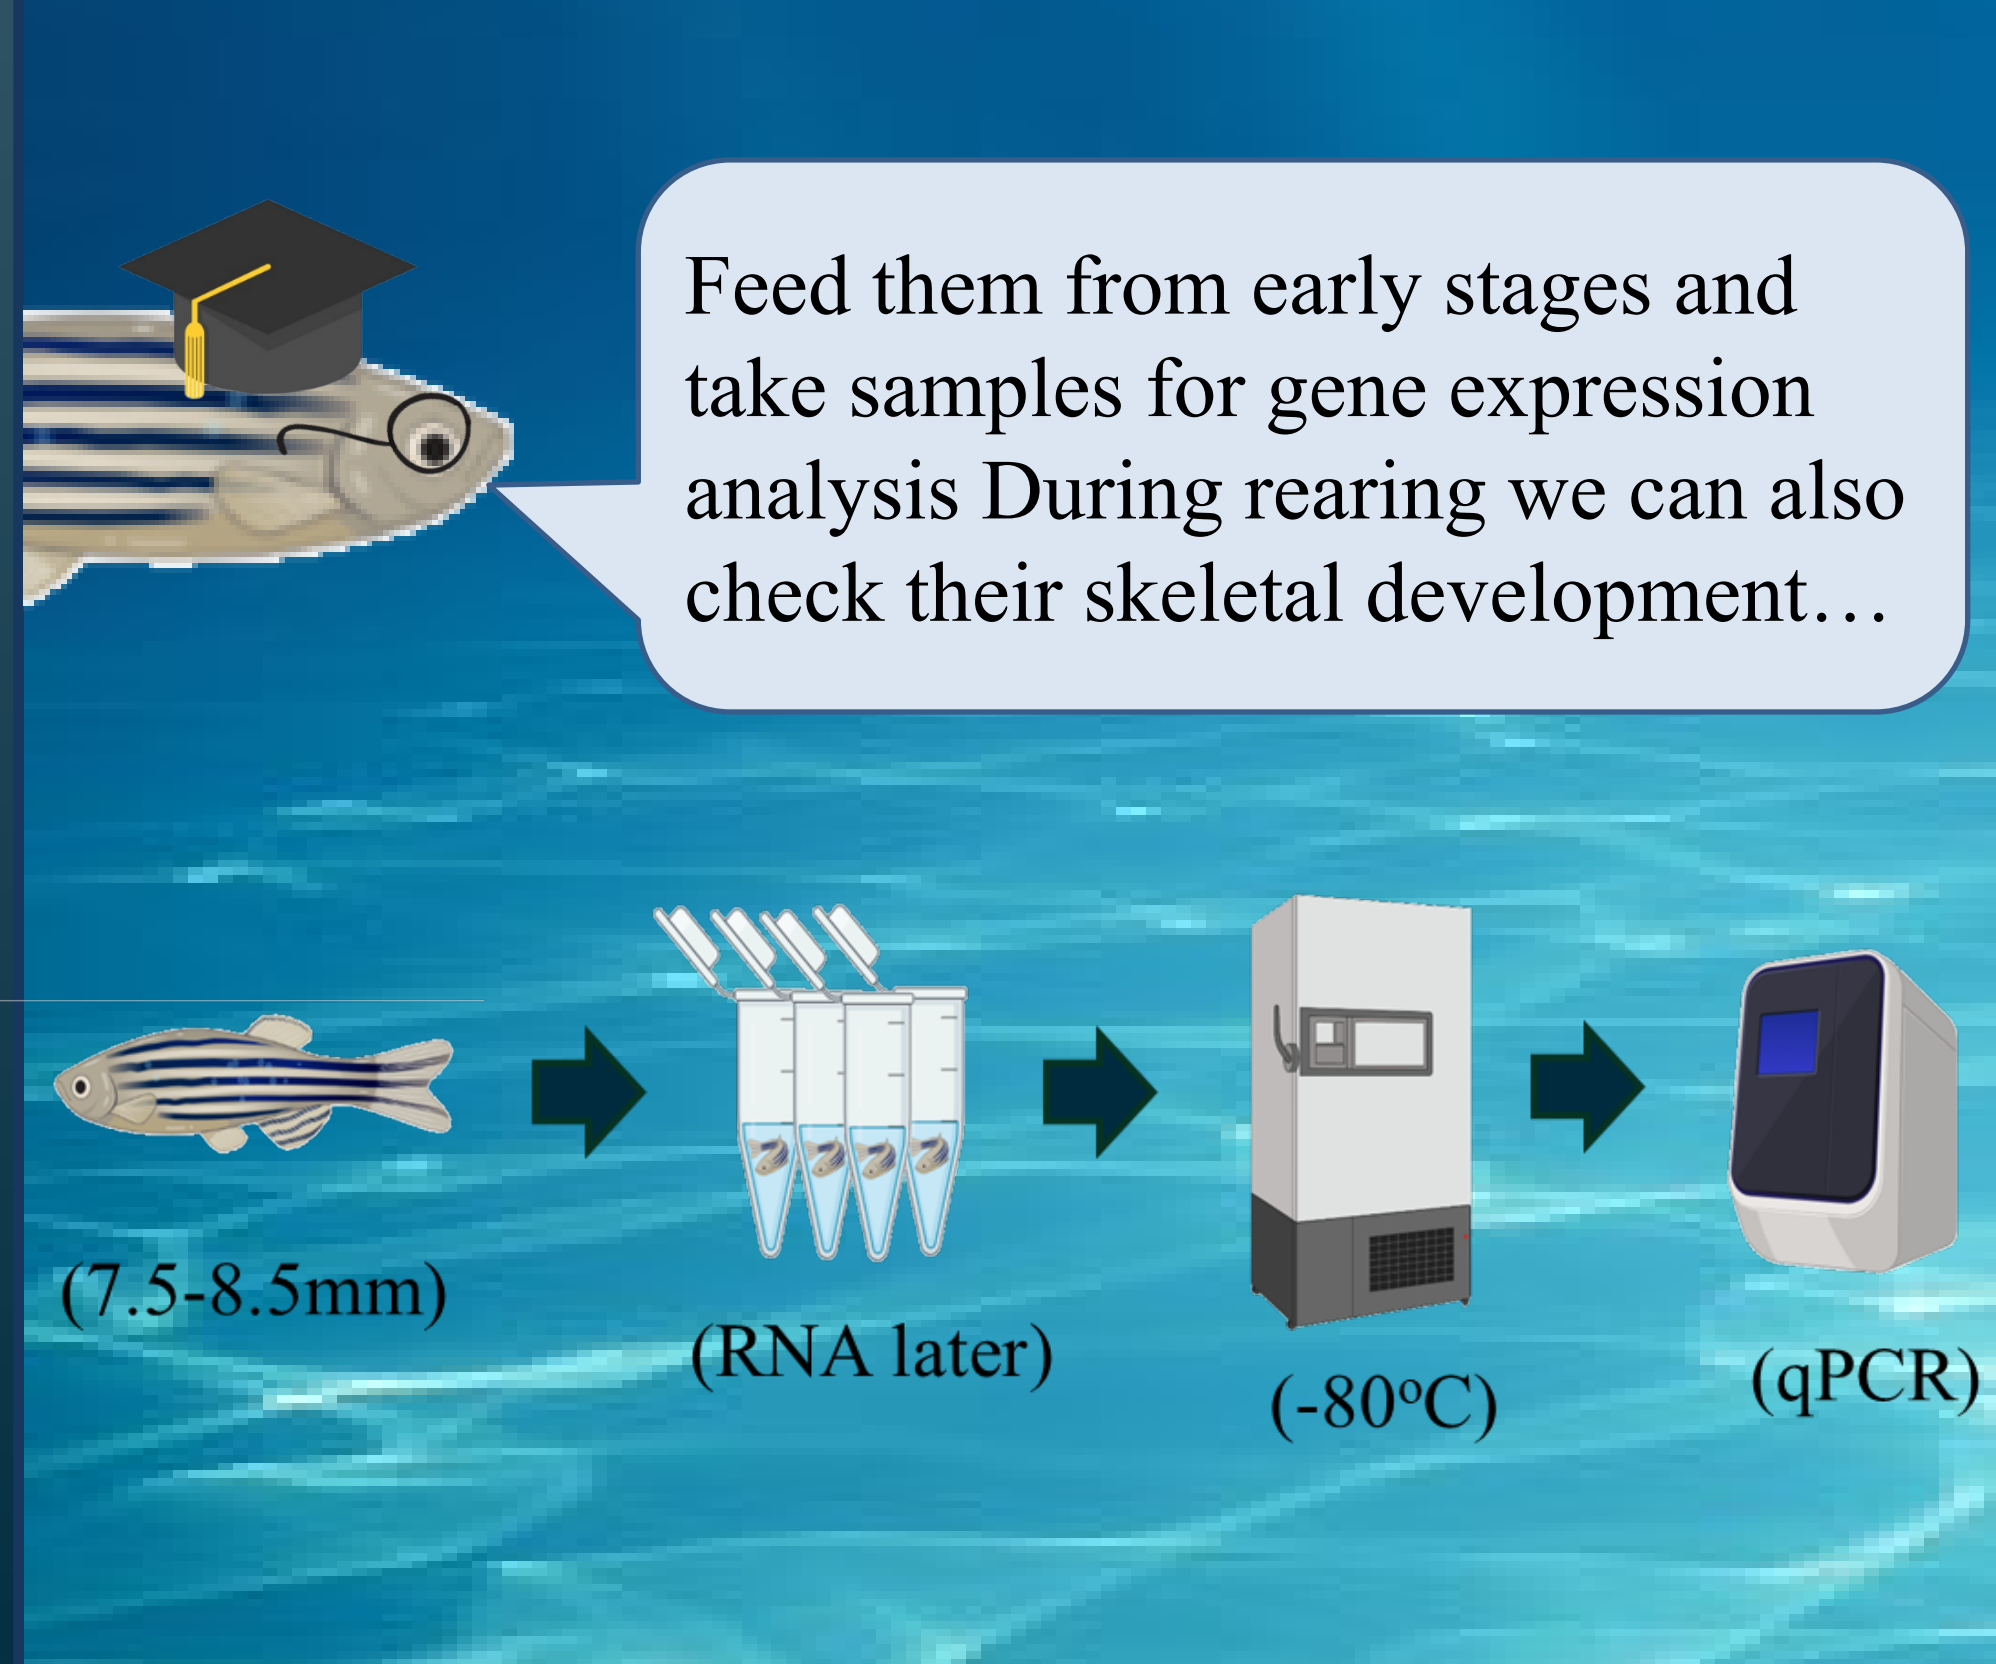 Feed them from early stages and
take samples for gene expression
analysis During rearing we can also
check their skeletal development…
(7.5-8.5mm)
(RNA later)
(-80ºC)
(qPCR)